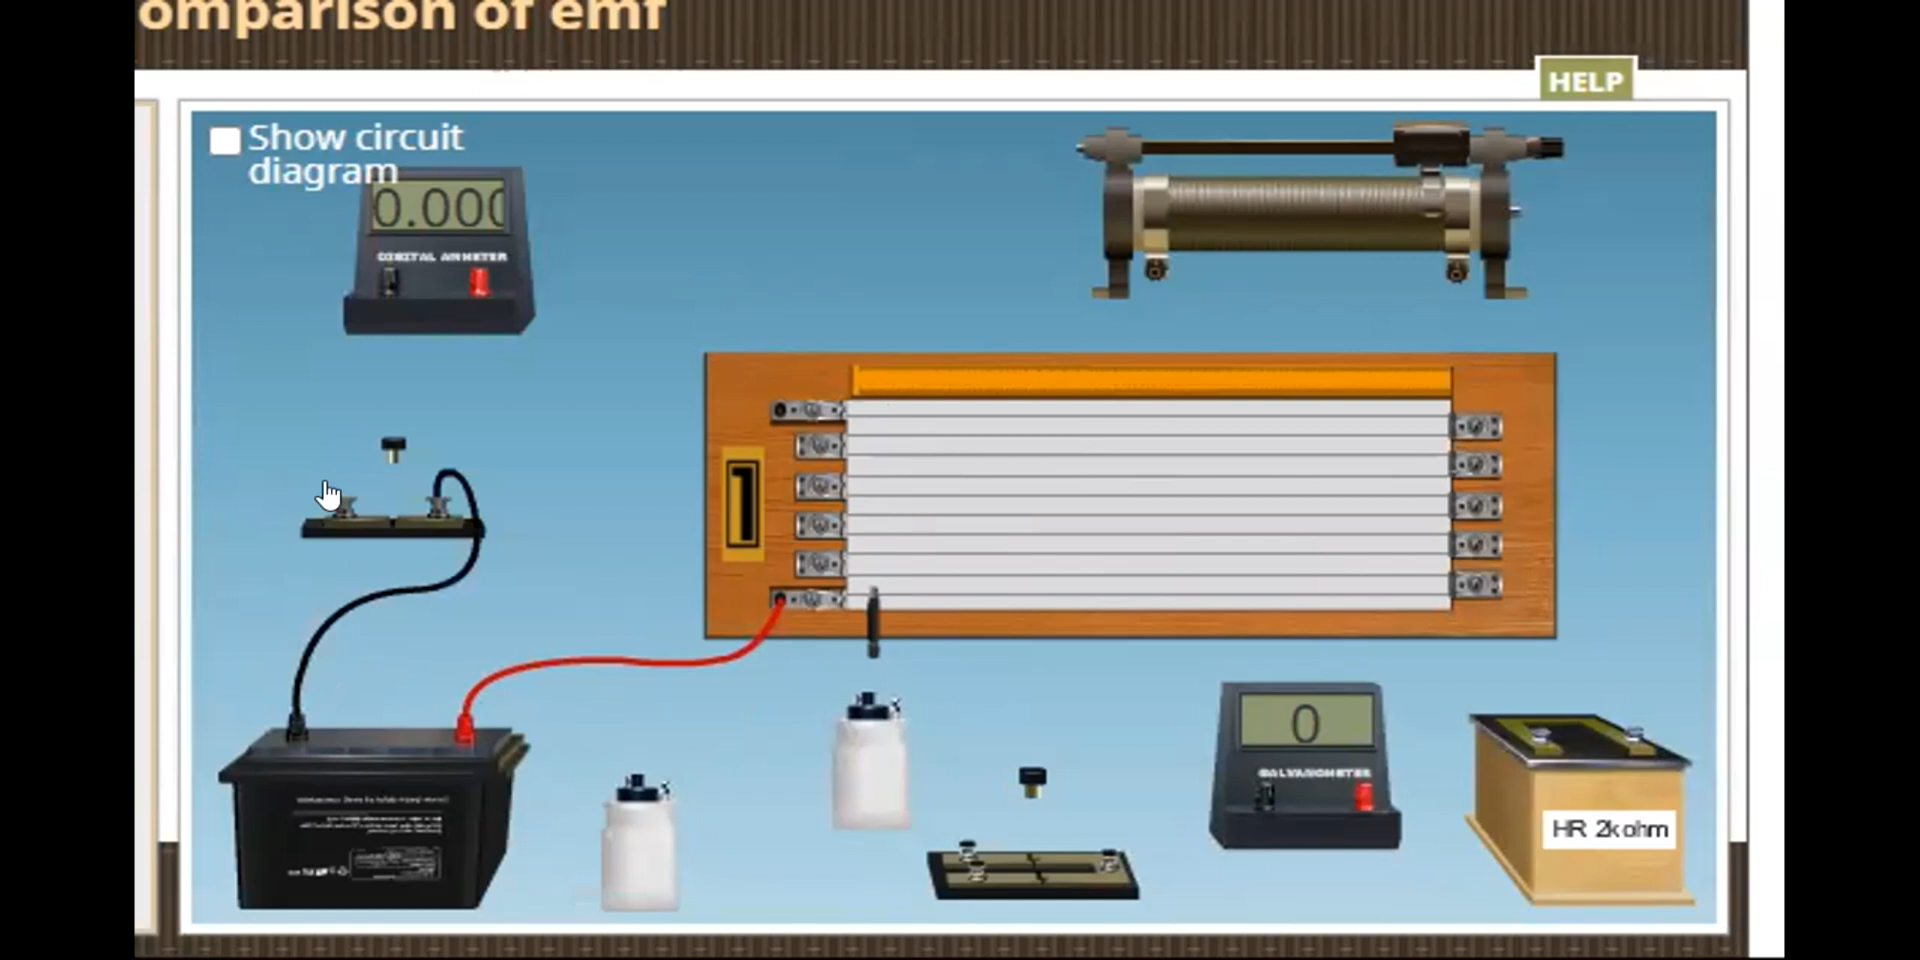 omparison of emf
HELP
Show circuit
diagram
0.000
DIGITAL AMMETER
1
0
GALVANOMETER
HR 2kohm